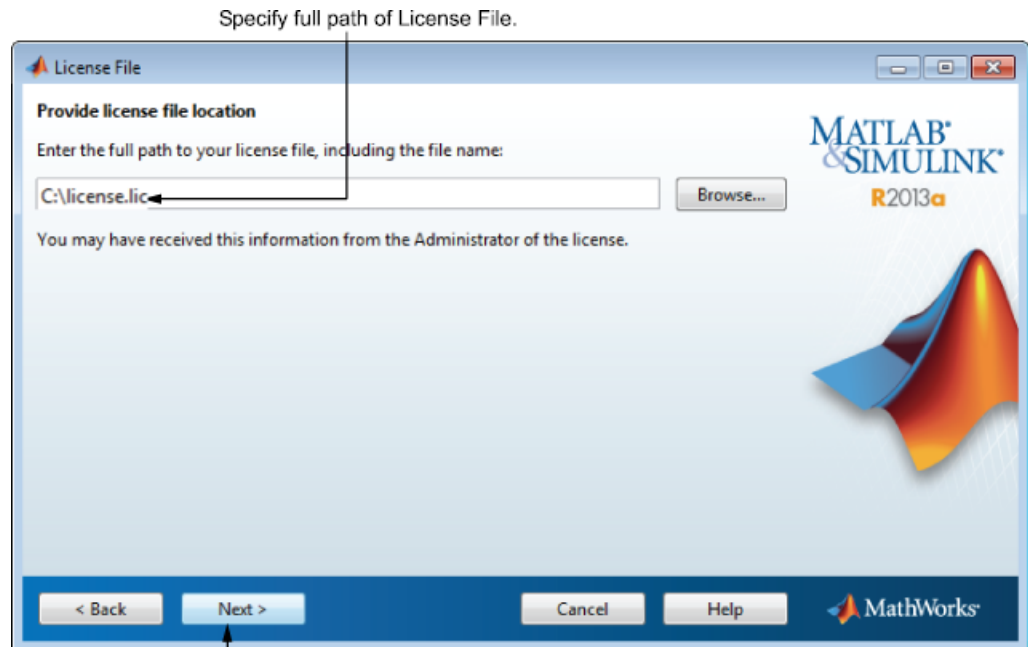 Specify full path of License File.
License File
Provide license file location
Enter the full path to your license file, including the file name:
C:\license.lic
Browse...
You may have received this information from the Administrator of the license.
MATLAB®
&SIMULINK®
R2013a
< Back
Next >
Cancel
Help
MathWorks®